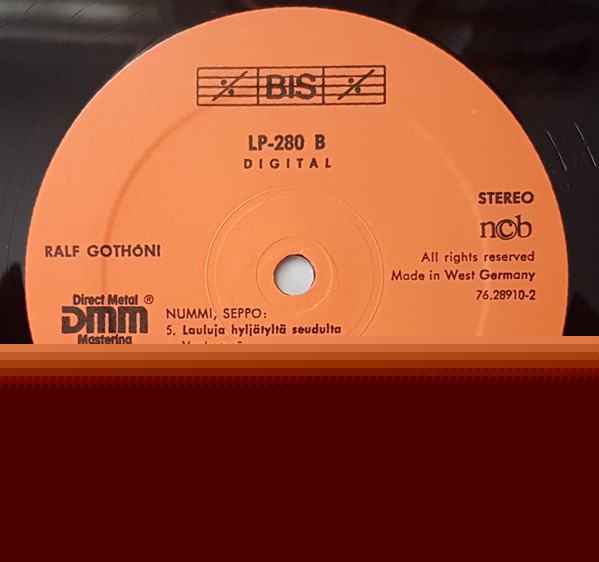 BIS
LP-280 B
DIGITAL
STEREO
ncb
RALF GOTHÓNI
All rights reserved
Made in West Germany
76.28910-2
Direct Metal ®
DMM
Mastering
NUMMI, SEPPO:
5. Lauluja hyljätyltä seudulta